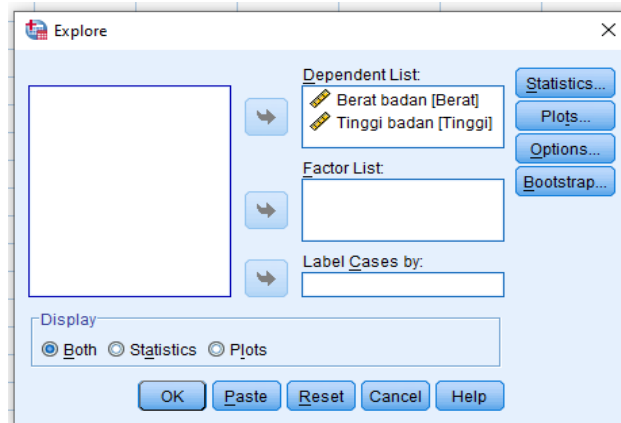 Explore
Dependent List:
Berat badan [Berat]
Tinggi badan [Tinggi]
Statistics...
Plots...
Options...
Bootstrap...
Factor List:
Label Cases by:
Display
Both Statistics Plots
OK Paste Reset Cancel Help